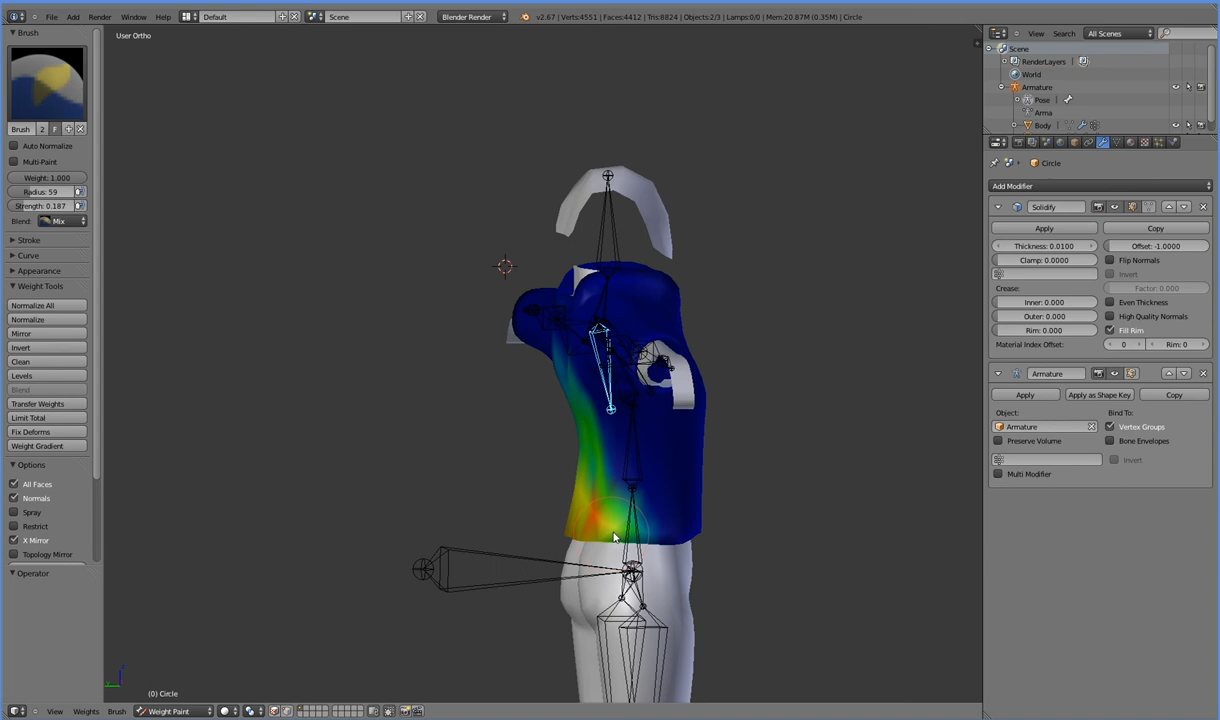 File Add Render Window Help Default Scene Blender Render v2.67 | Verts:4551 | Faces:4412 | Tris:8824 | Objects:2/3 | Lamps:0/0 | Mem:20.87M (0.35M) | Circle
Brush
User Ortho
View Search All Scenes
Scene
RenderLayers
World
Armature
Pose
Arma
Body
Brush 2 F
Auto Normalize
Multi-Paint
Weight: 1.000
Radius: 59
Strength: 0.187
Blend: Mix
Stroke
Curve
Appearance
Weight Tools
Normalize All
Normalize
Mirror
Invert
Clean
Levels
Blend
Transfer Weights
Limit Total
Fix Deforms
Weight Gradient
Options
All Faces
Normals
Spray
Restrict
X Mirror
Topology Mirror
Operator
Circle
Add Modifier
Solidify
Apply Copy
Thickness: 0.0100 Offset: -1.0000
Clamp: 0.0000 Flip Normals
Invert
Crease: Factor: 0.000
Inner: 0.000 Even Thickness
Outer: 0.000 High Quality Normals
Rim: 0.000 Fill Rim
Material Index Offset: 0 Rim: 0
Armature
Apply Apply as Shape Key Copy
Object: Bind To:
Armature Vertex Groups
Preserve Volume Bone Envelopes
Invert
Multi Modifier
(0) Circle
View Weights Brush Weight Paint